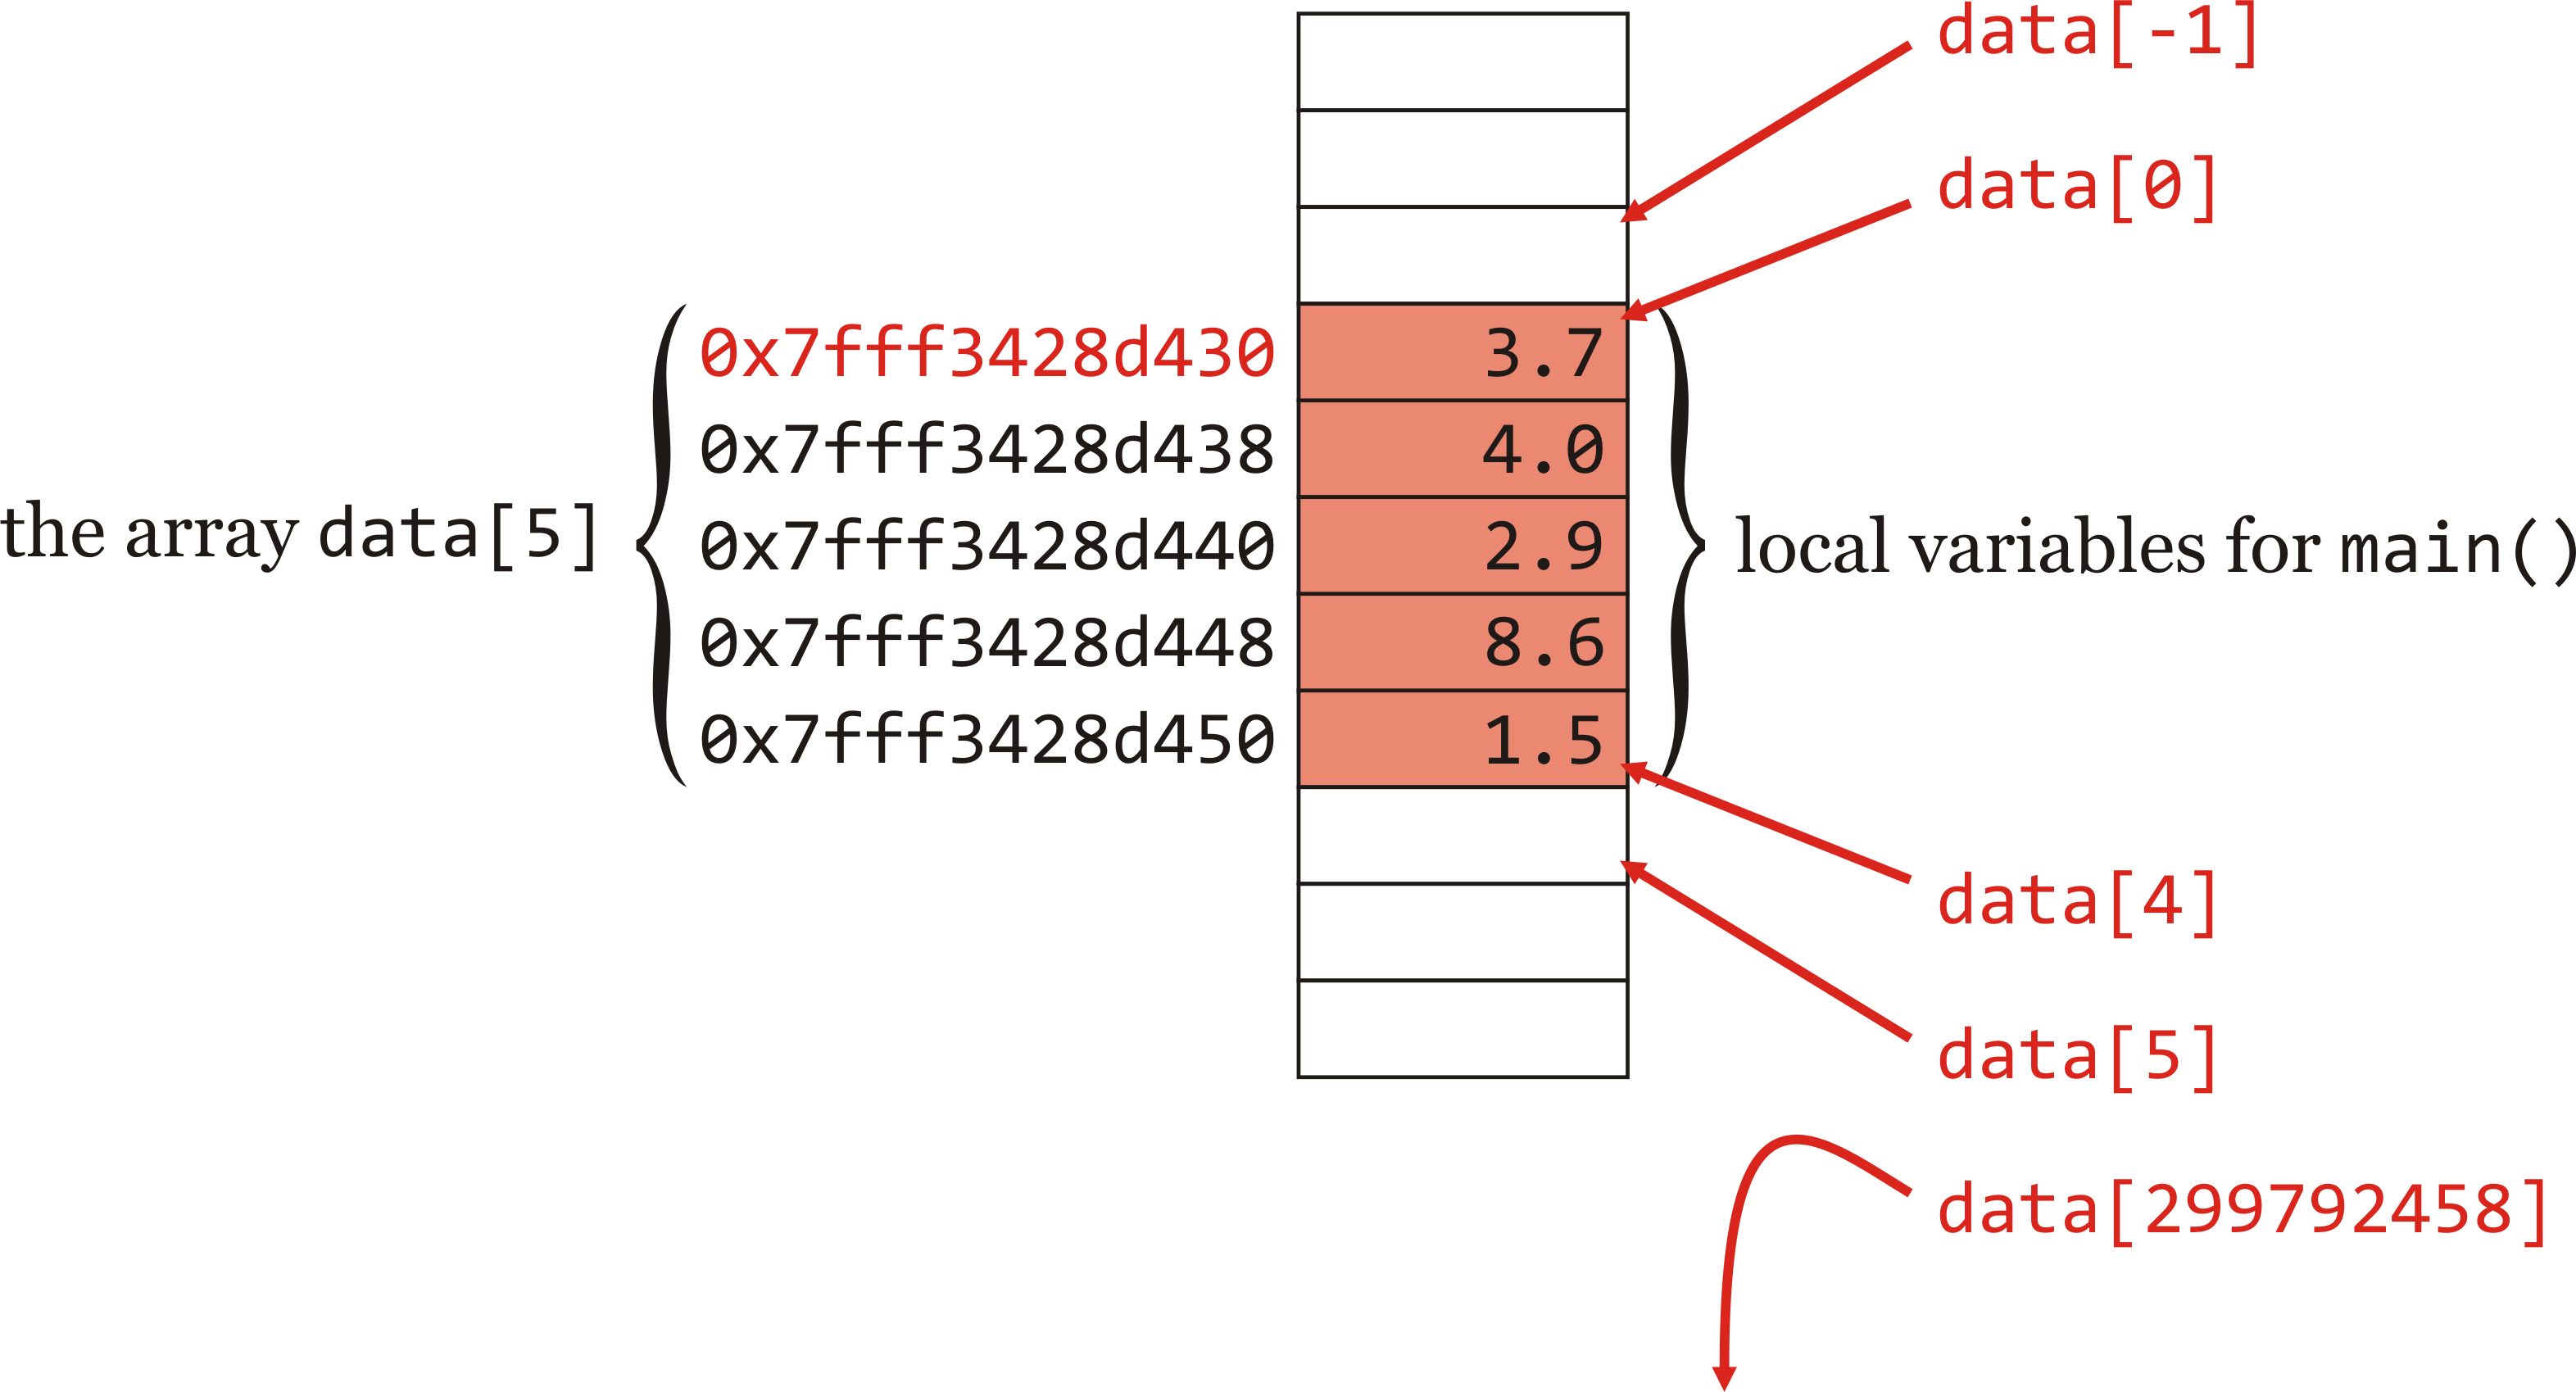 data[-1]
data[0]
0x7fff3428d430 3.7
0x7fff3428d438 4.0
the array data[5] 0x7fff3428d440 2.9 local variables for main()
0x7fff3428d448 8.6
0x7fff3428d450 1.5
data[4]
data[5]
data[299792458]